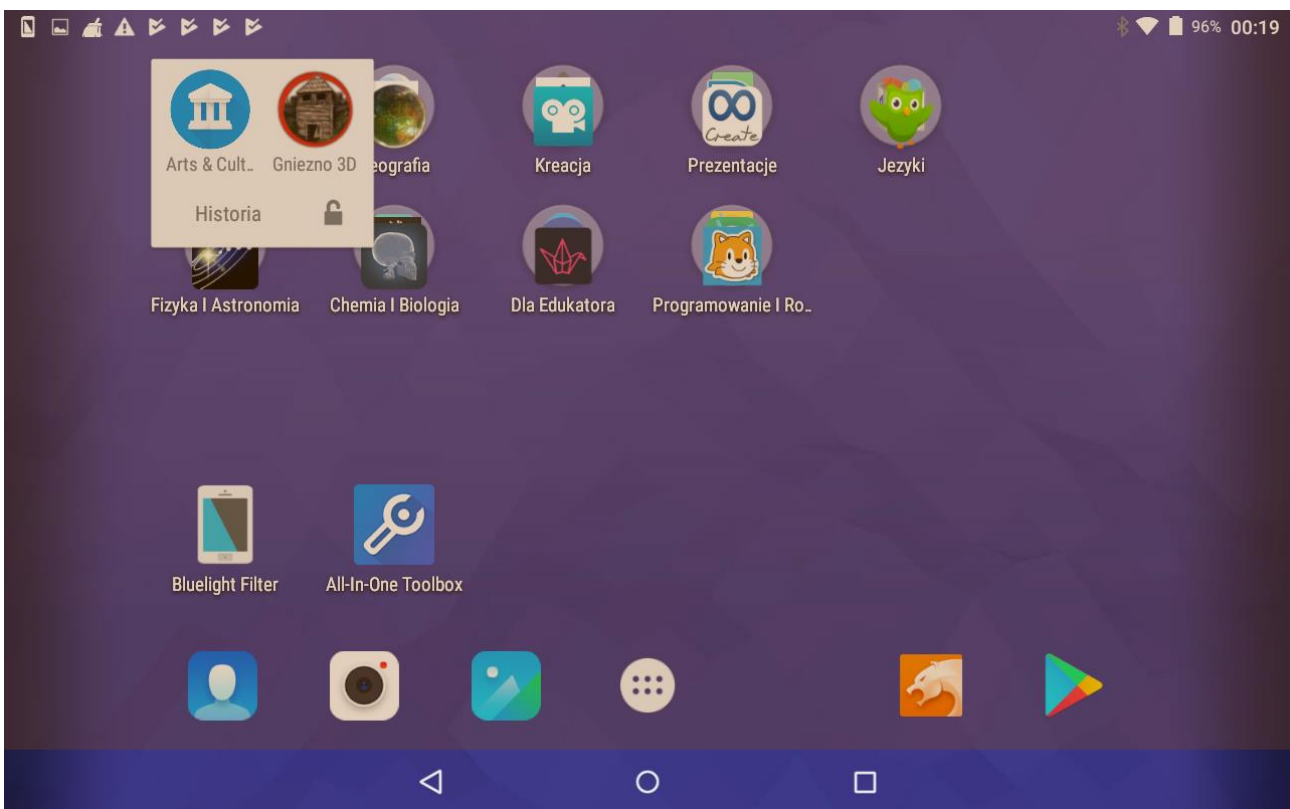 96% 00:19
Arts & Cult..
Gniezno 3D
eografia
Kreacja
Prezentacje
Create
Jezyki
Historia
Fizyka I Astronomia
Chemia I Biologia
Dla Edukatora
Programowanie I Ro..
Bluelight Filter
All-In-One Toolbox